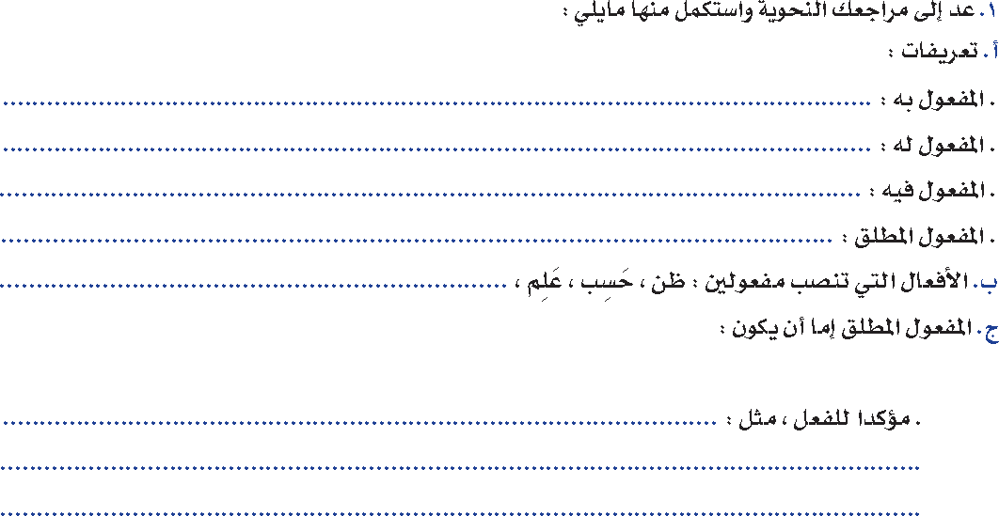 ١. عد إلى مراجعك النحوية واستكمل منها مايلي :
أ. تعريفات :
. المفعول به : ........................................................................
. المفعول له : ........................................................................
. المفعول فيه : ........................................................................
. المفعول المطلق : ........................................................................
ب. الأفعال التي تنصب مفعولين : ظن ، حَسِب ، عَلِم ، ........................................................................
ج. المفعول المطلق إما أن يكون :
. مؤكدا للفعل ، مثل : ........................................................................
........................................................................
........................................................................